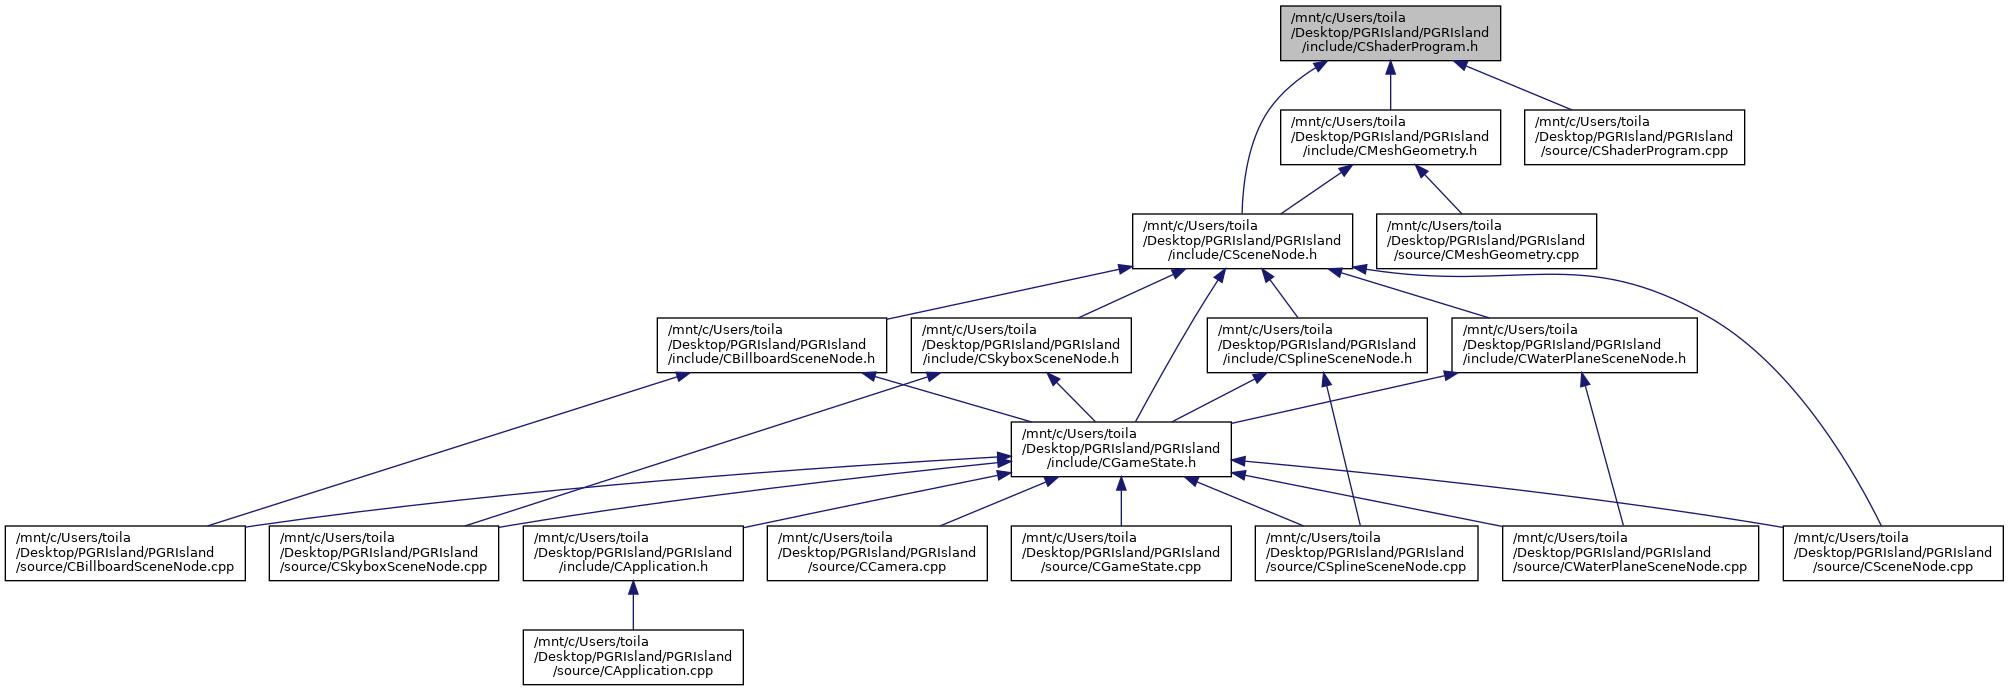 /mnt/c/Users/toila
/Desktop/PGRIsland/PGRIsland
/include/CShaderProgram.h
/mnt/c/Users/toila
/Desktop/PGRIsland/PGRIsland
/include/CMeshGeometry.h
/mnt/c/Users/toila
/Desktop/PGRIsland/PGRIsland
/source/CShaderProgram.cpp
/mnt/c/Users/toila
/Desktop/PGRIsland/PGRIsland
/include/CSceneNode.h
/mnt/c/Users/toila
/Desktop/PGRIsland/PGRIsland
/source/CMeshGeometry.cpp
/mnt/c/Users/toila
/Desktop/PGRIsland/PGRIsland
/include/CBillboardSceneNode.h
/mnt/c/Users/toila
/Desktop/PGRIsland/PGRIsland
/include/CSkyboxSceneNode.h
/mnt/c/Users/toila
/Desktop/PGRIsland/PGRIsland
/include/CSplineSceneNode.h
/mnt/c/Users/toila
/Desktop/PGRIsland/PGRIsland
/include/CWaterPlaneSceneNode.h
/mnt/c/Users/toila
/Desktop/PGRIsland/PGRIsland
/include/CGameState.h
/mnt/c/Users/toila
/Desktop/PGRIsland/PGRIsland
/source/CBillboardSceneNode.cpp
/mnt/c/Users/toila
/Desktop/PGRIsland/PGRIsland
/source/CSkyboxSceneNode.cpp
/mnt/c/Users/toila
/Desktop/PGRIsland/PGRIsland
/include/CApplication.h
/mnt/c/Users/toila
/Desktop/PGRIsland/PGRIsland
/source/CCamera.cpp
/mnt/c/Users/toila
/Desktop/PGRIsland/PGRIsland
/source/CGameState.cpp
/mnt/c/Users/toila
/Desktop/PGRIsland/PGRIsland
/source/CSplineSceneNode.cpp
/mnt/c/Users/toila
/Desktop/PGRIsland/PGRIsland
/source/CWaterPlaneSceneNode.cpp
/mnt/c/Users/toila
/Desktop/PGRIsland/PGRIsland
/source/CSceneNode.cpp
/mnt/c/Users/toila
/Desktop/PGRIsland/PGRIsland
/source/CApplication.cpp